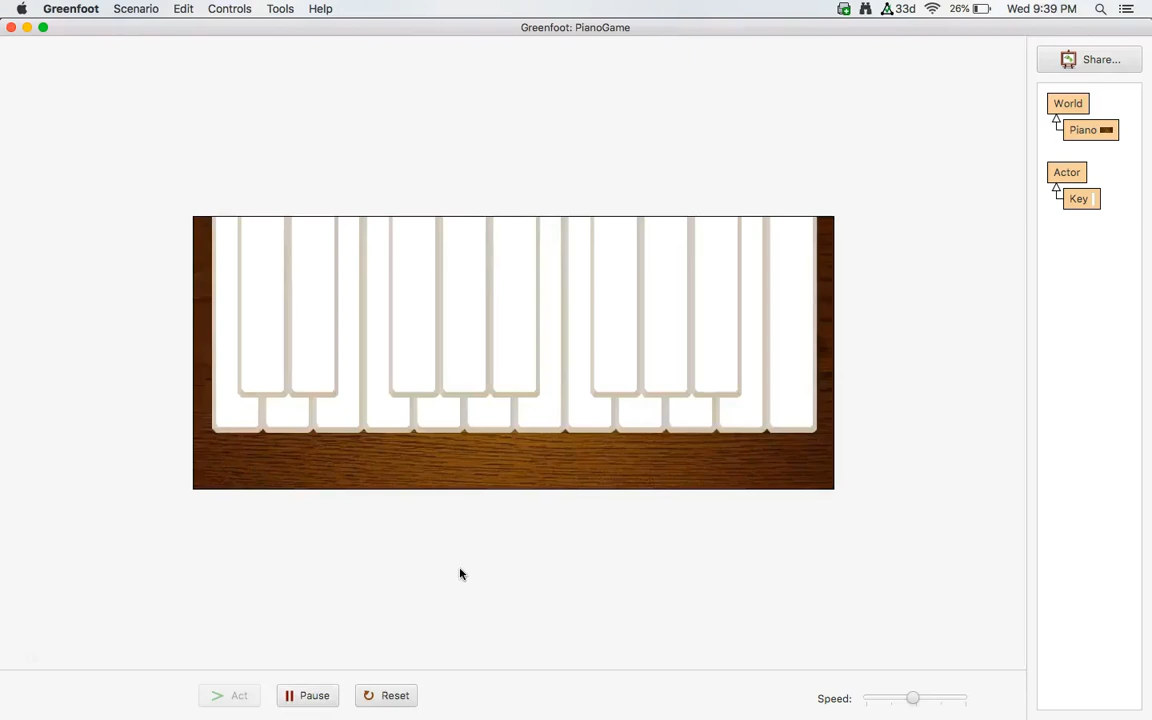 Greenfoot Scenario Edit Controls Tools Help 33d 26% Wed 9:39 PM
Greenfoot: PianoGame
Share...
World
Piano
Actor
Key
Act Pause Reset Speed: